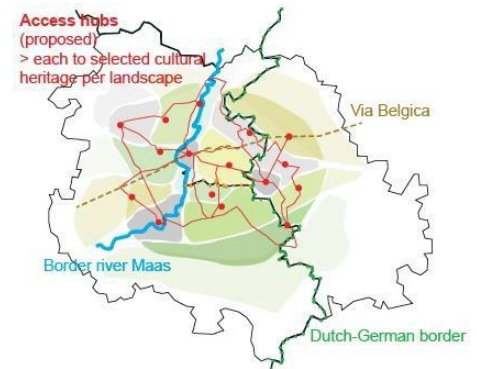 Access hubs
(proposed)
> each to selected cultural
heritage per landscape
Via Belgica
Border river Maas
Dutch-German border